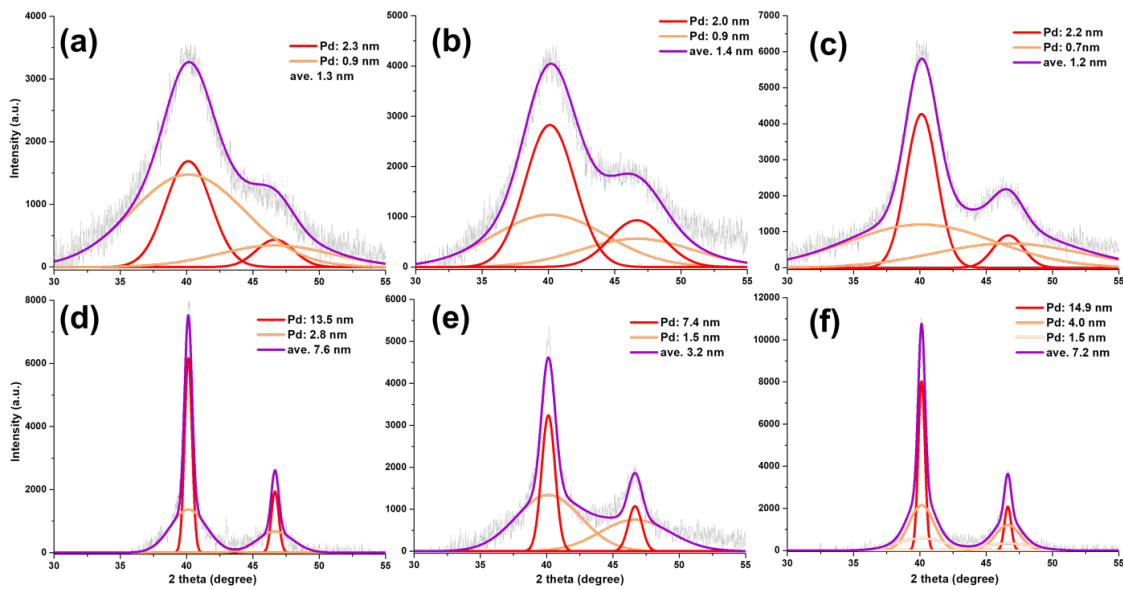 (a)
Pd: 2.3 nm
Pd: 0.9 nm
ave. 1.3 nm
Intensity (a.u.)
4000
3000
2000
1000
0
30 35 40 45 50 55
(b)
Pd: 2.0 nm
Pd: 0.9 nm
ave. 1.4 nm
5000
4000
3000
2000
1000
0
30 35 40 45 50 55
(c)
Pd: 2.2 nm
Pd: 0.7nm
ave. 1.2 nm
7000
6000
5000
4000
3000
2000
1000
0
30 35 40 45 50 55
(d)
Pd: 13.5 nm
Pd: 2.8 nm
ave. 7.6 nm
Intensity (a.u.)
8000
6000
4000
2000
0
30 35 40 45 50 55
2 theta (degree)
(e)
Pd: 7.4 nm
Pd: 1.5 nm
ave. 3.2 nm
6000
5000
4000
3000
2000
1000
0
30 35 40 45 50 55
2 theta (degree)
(f)
Pd: 14.9 nm
Pd: 4.0 nm
Pd: 1.5 nm
ave. 7.2 nm
12000
10000
8000
6000
4000
2000
0
30 35 40 45 50 55
2 theta (degree)